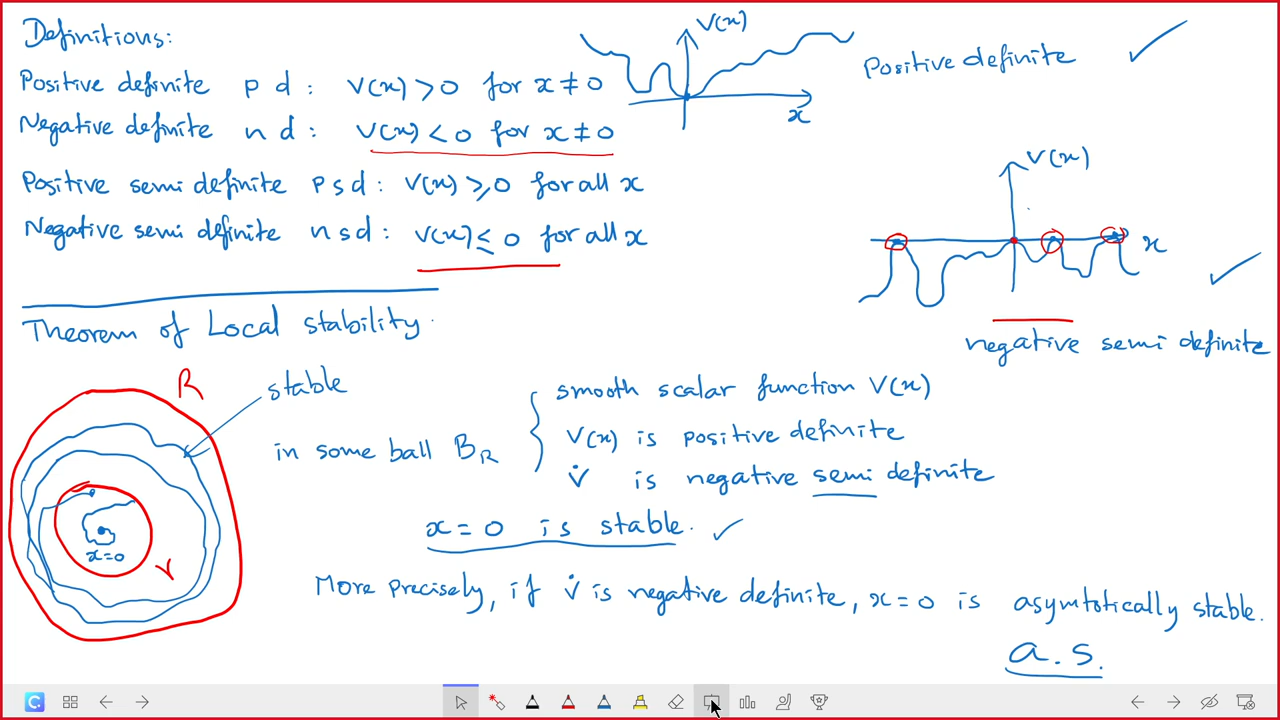 Definitions:
Positive definite p d : V(x) > 0 for x ≠ 0
Negative definite n d : V(x) < 0 for x ≠ 0
Positive semi definite p s d : V(x) ≥ 0 for all x
Negative semi definite n s d : V(x) ≤ 0 for all x
V(x)
x
Positive definite
V(x)
x
negative semi definite
Theorem of Local stability
R
stable
x=0
r
in some ball B_R
smooth scalar function V(x)
V(x) is positive definite
V̇ is negative semi definite
x = 0 is stable.
More precisely, if V̇ is negative definite, x=0 is asymtotically stable.
a.s.